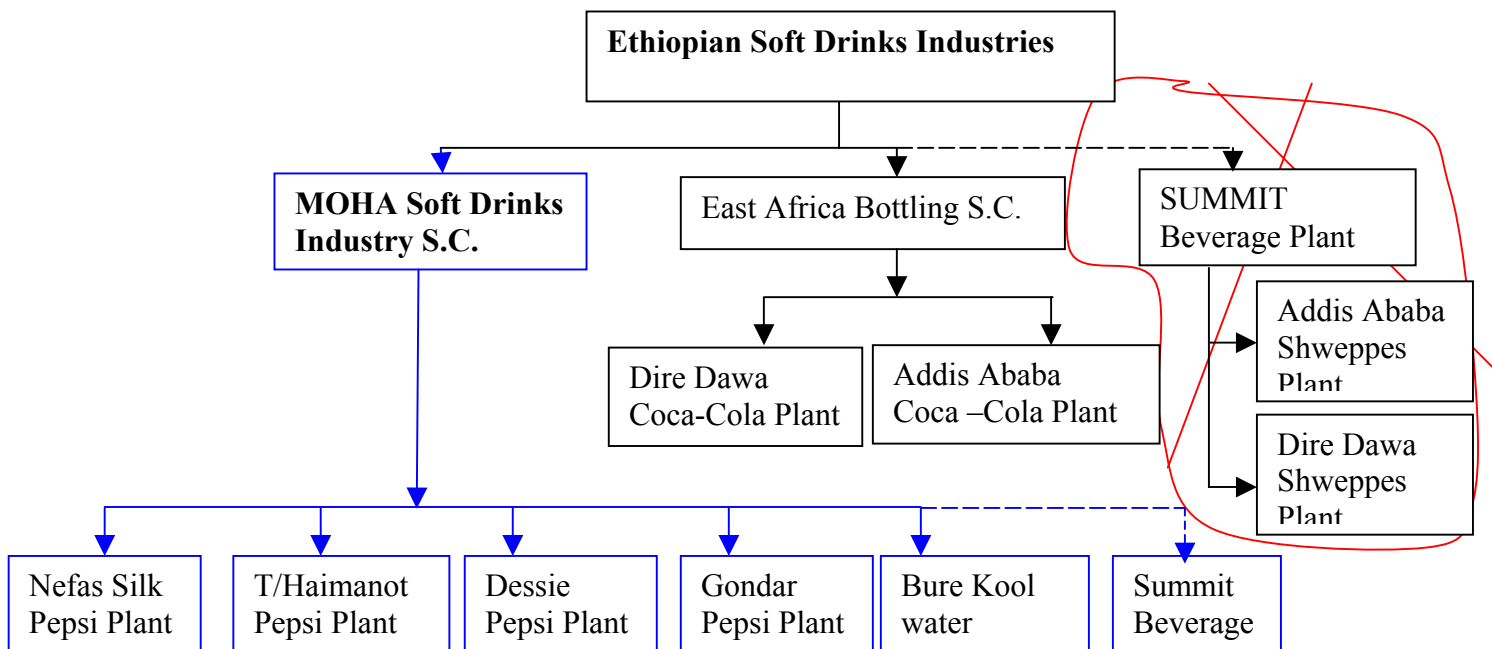 Ethiopian Soft Drinks Industries
MOHA Soft Drinks
Industry S.C.
East Africa Bottling S.C.
SUMMIT
Beverage Plant
Addis Ababa
Shweppes
Plant
Dire Dawa
Coca-Cola Plant
Addis Ababa
Coca –Cola Plant
Dire Dawa
Shweppes
Plant
Nefas Silk
Pepsi Plant
T/Haimanot
Pepsi Plant
Dessie
Pepsi Plant
Gondar
Pepsi Plant
Bure Kool
water
Summit
Beverage